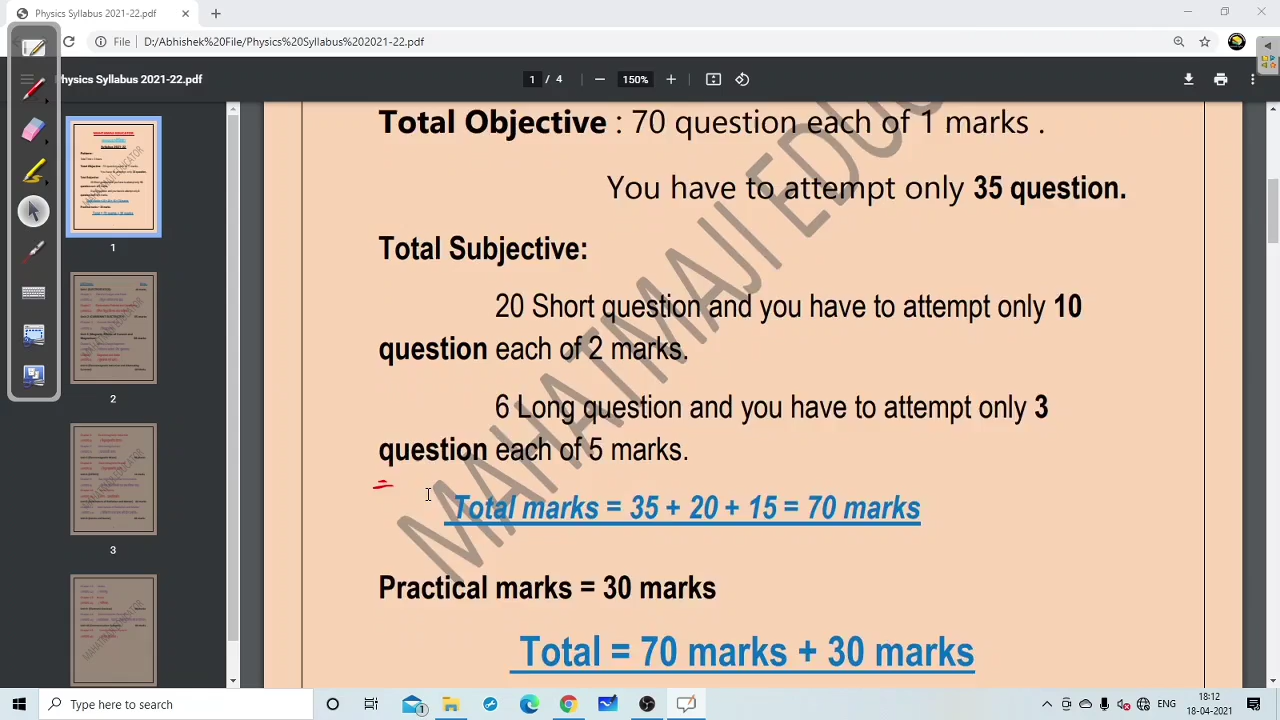 Physics Syllabus 2021-22.pdf
File
D:/Abhishek%20File/Physics%20Syllabus%202021-22.pdf
hysics Syllabus 2021-22.pdf
1 / 4
150%
Total Objective : 70 question each of 1 marks .
You have to attempt only 35 question.
Total Subjective:
20 Short question and you have to attempt only 10
question each of 2 marks.
6 Long question and you have to attempt only 3
question each of 5 marks.
Total marks = 35 + 20 + 15 = 70 marks
Practical marks = 30 marks
Total = 70 marks + 30 marks
MAHATMAJI EDUC
1
2
3
Type here to search
1
ENG
18:12
18-04-2021